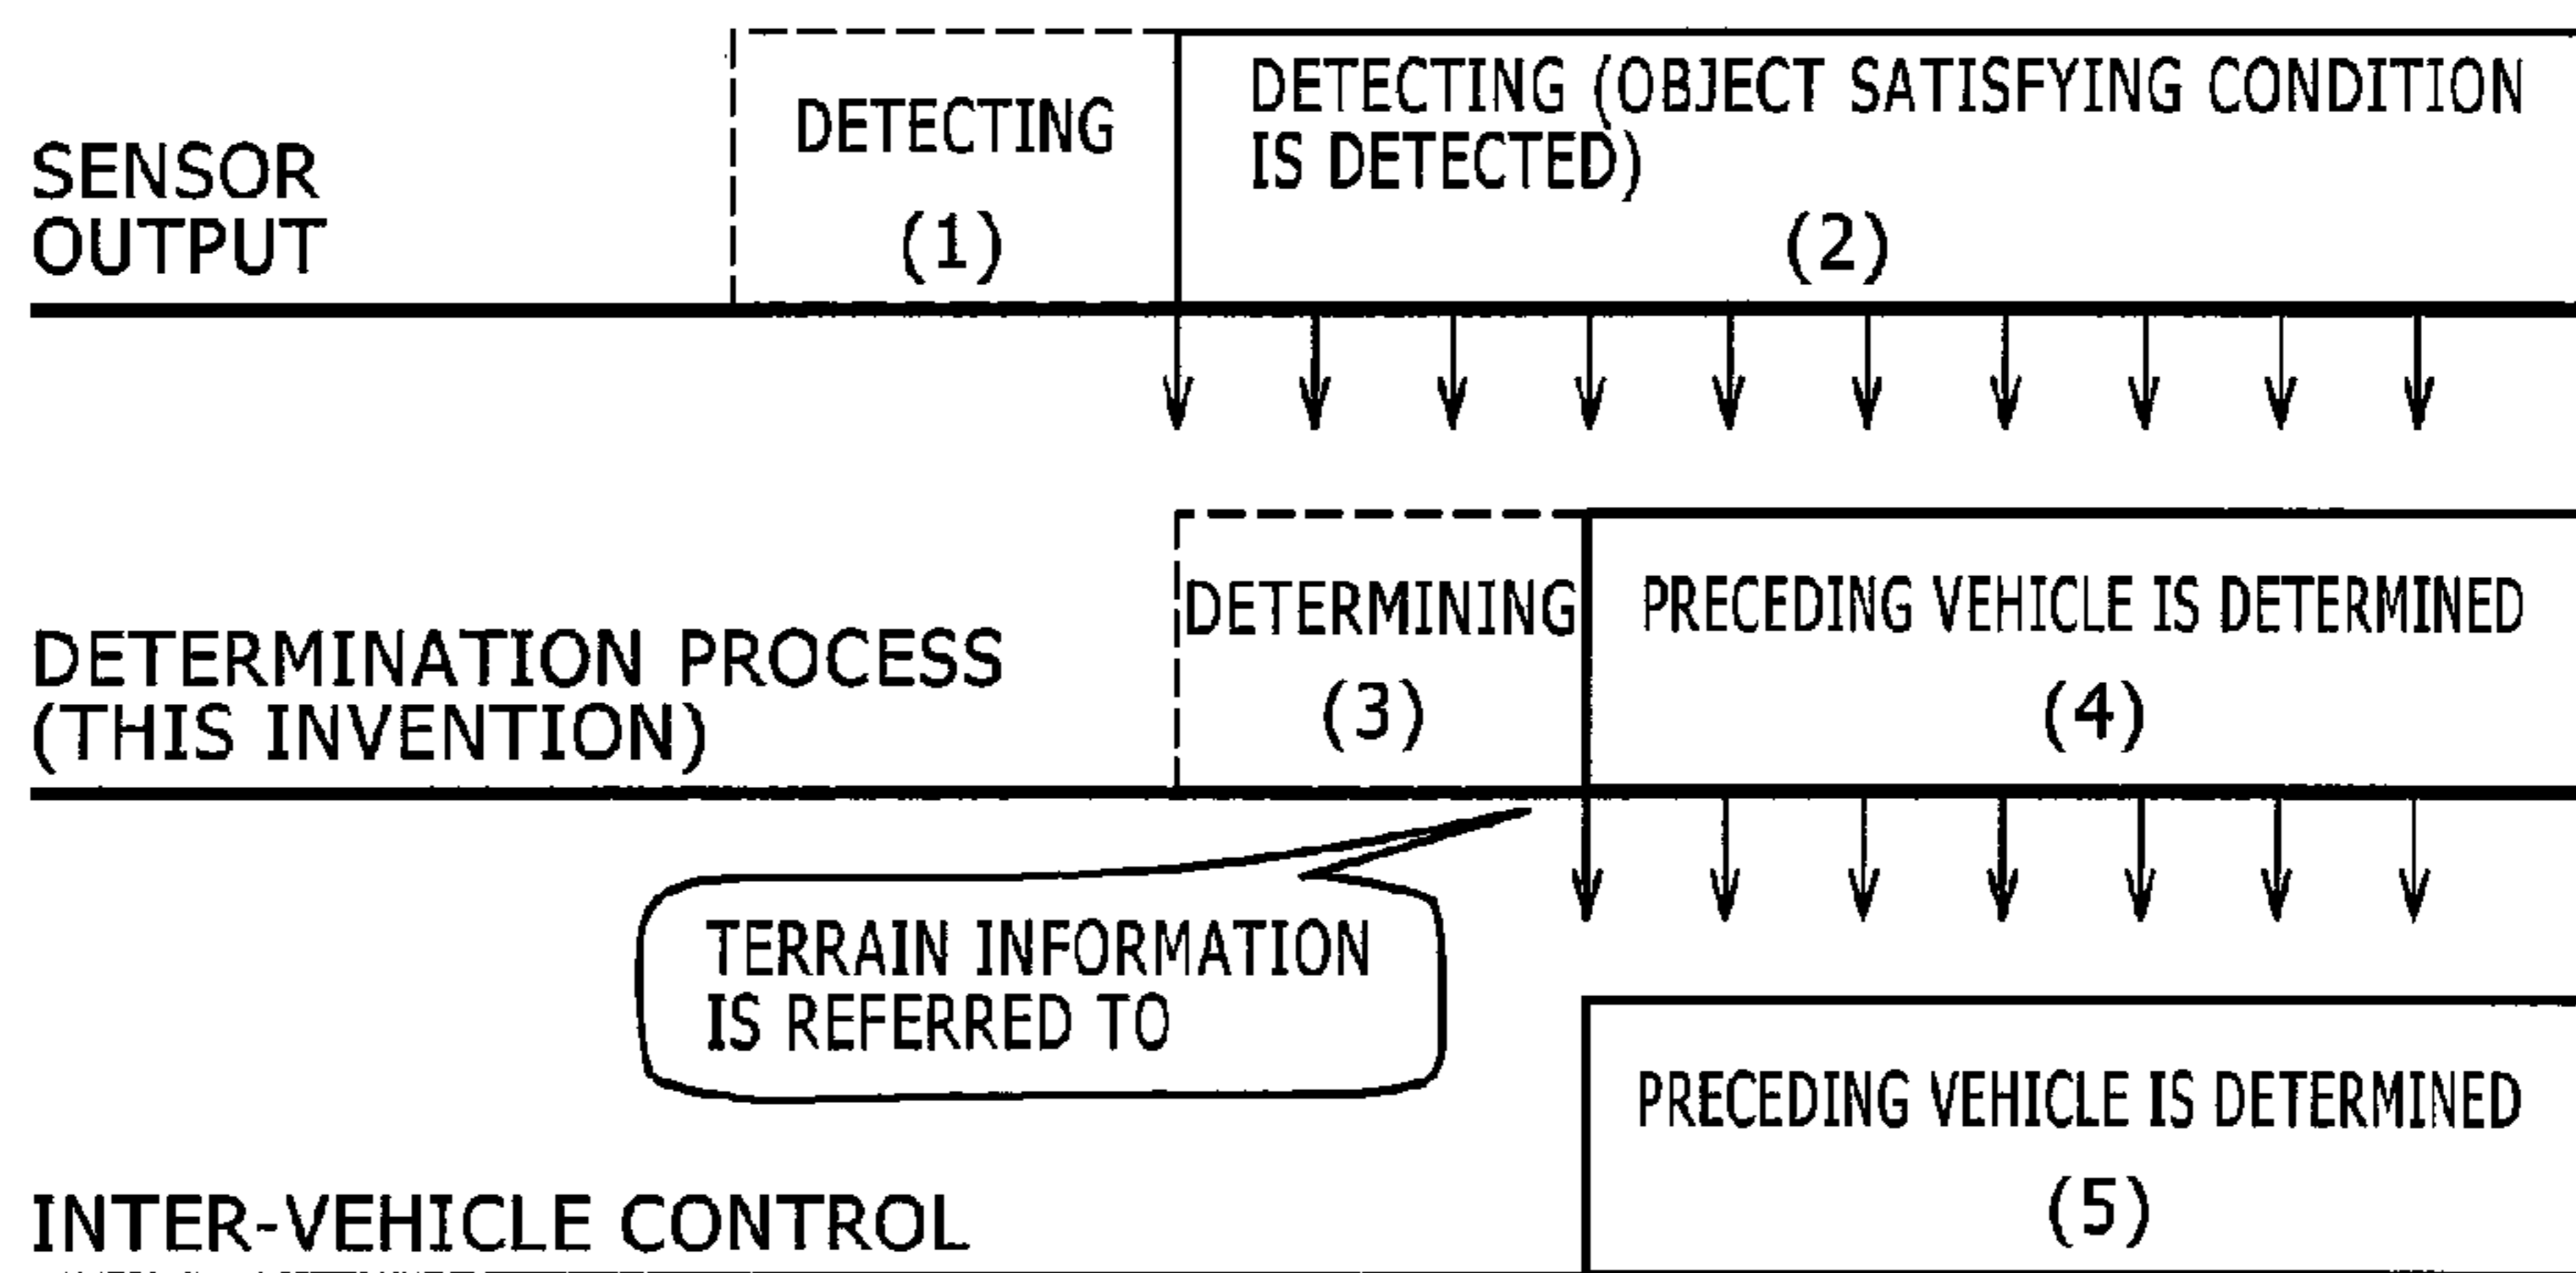 SENSOR
OUTPUT
DETECTING
(1)
DETECTING (OBJECT SATISFYING CONDITION
IS DETECTED)
(2)
DETERMINATION PROCESS
(THIS INVENTION)
DETERMINING
(3)
PRECEDING VEHICLE IS DETERMINED
(4)
TERRAIN INFORMATION
IS REFERRED TO
INTER-VEHICLE CONTROL
PRECEDING VEHICLE IS DETERMINED
(5)